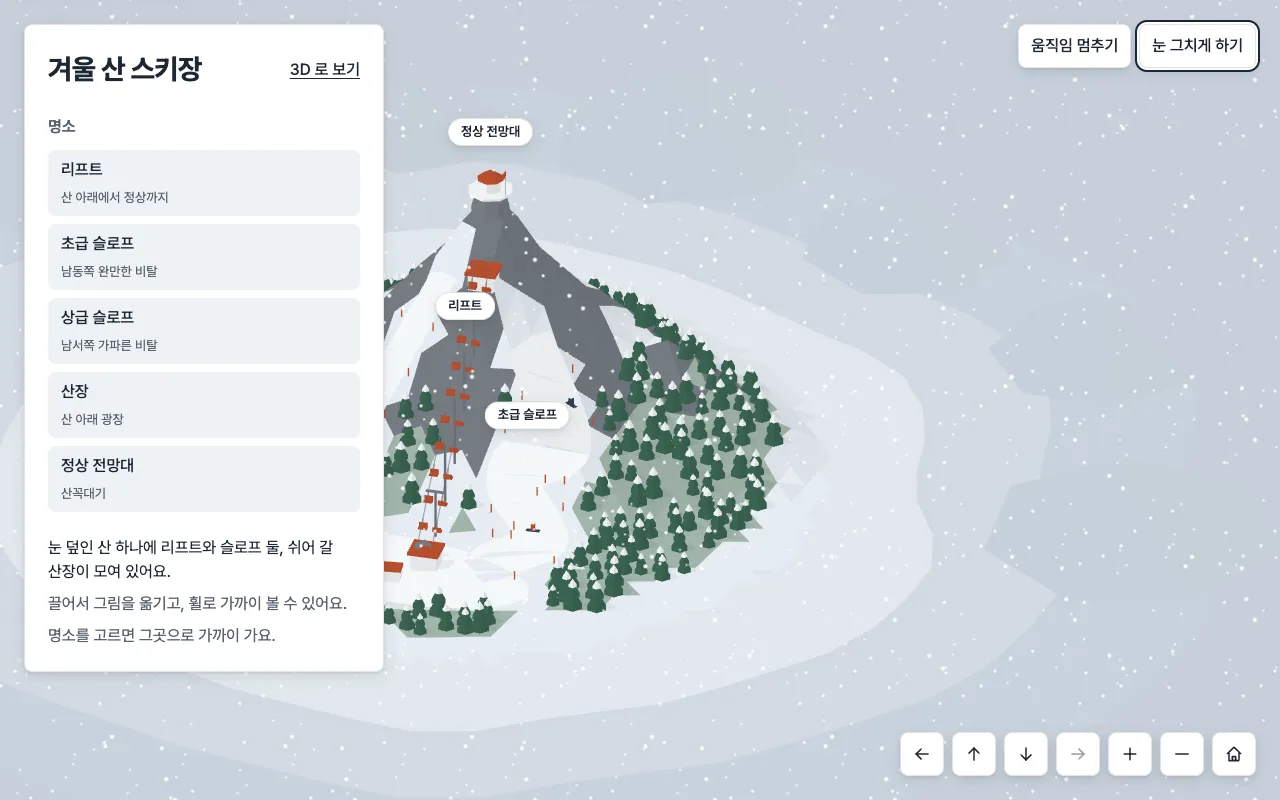 겨울 산 스키장
3D 로 보기
명소
리프트
산 아래에서 정상까지
초급 슬로프
남동쪽 완만한 비탈
상급 슬로프
남서쪽 가파른 비탈
산장
산 아래 광장
정상 전망대
산꼭대기
눈 덮인 산 하나에 리프트와 슬로프 둘, 쉬어 갈
산장이 모여 있어요.
끌어서 그림을 옮기고, 휠로 가까이 볼 수 있어요.
명소를 고르면 그곳으로 가까이 가요.
움직임 멈추기
눈 그치게 하기
정상 전망대
리프트
초급 슬로프